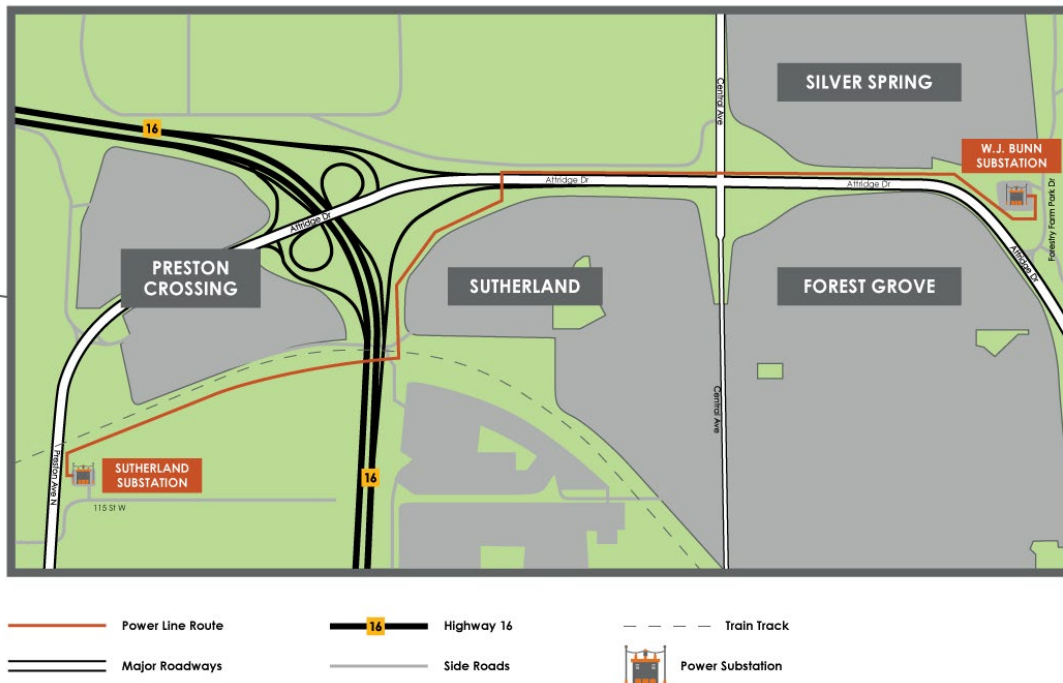 SILVER SPRING
Central Ave
16
W.J. BUNN
SUBSTATION
Attridge Dr
Attridge Dr
Forestry Farm Park Dr
Attridge Dr
Attridge Dr
PRESTON
CROSSING
SUTHERLAND
FOREST GROVE
Central Ave
Preston Ave N
SUTHERLAND
SUBSTATION
16
115 St W
Power Line Route
16
Highway 16
Train Track
Major Roadways
Side Roads
Power Substation